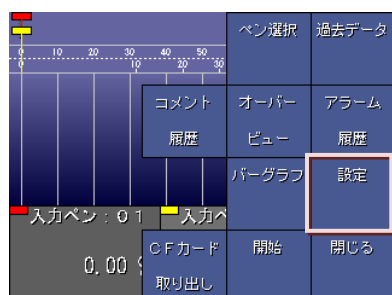 ペン選択 過去データ
0 10 20 30 40 50
0 10 20 30
コメント オーバー アラーム
履歴 ビュー 履歴
バーグラフ 設定
入力ペン：01 入力ペ
CFカード 開始 閉じる
0.00
取り出し